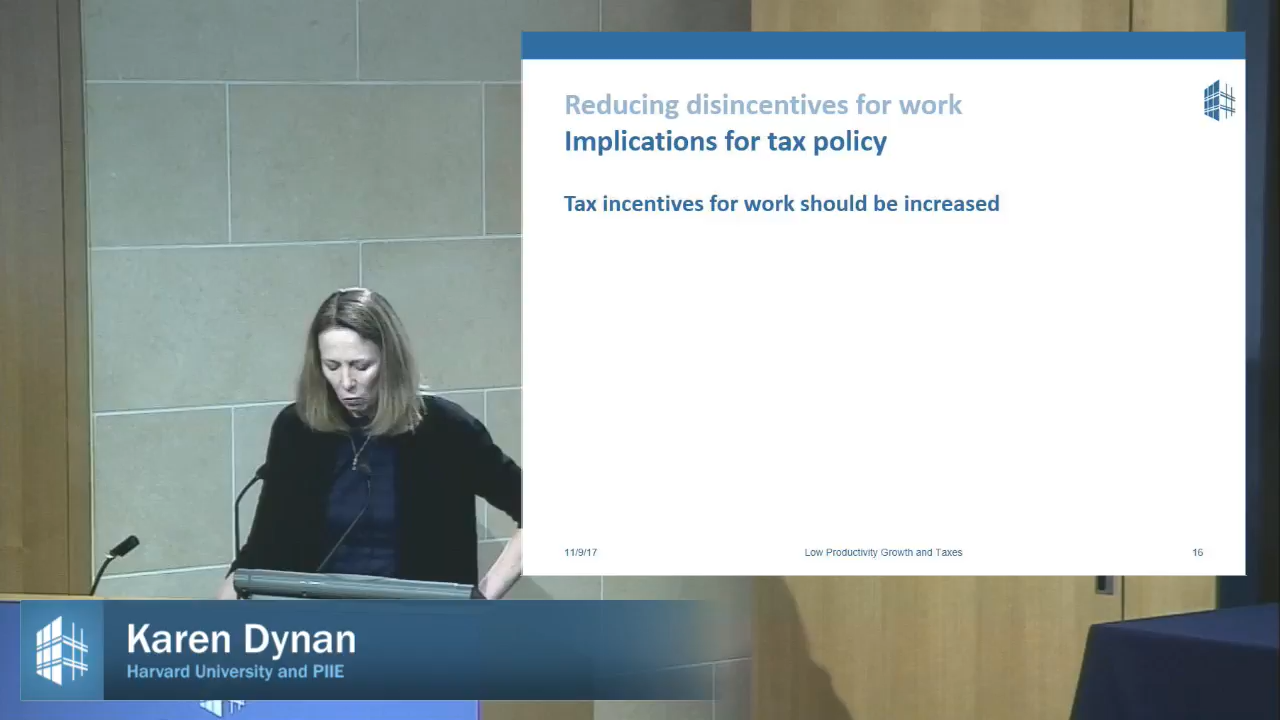 Reducing disincentives for work
Implications for tax policy
Tax incentives for work should be increased
11/9/17
Low Productivity Growth and Taxes
16
Karen Dynan
Harvard University and PIIE